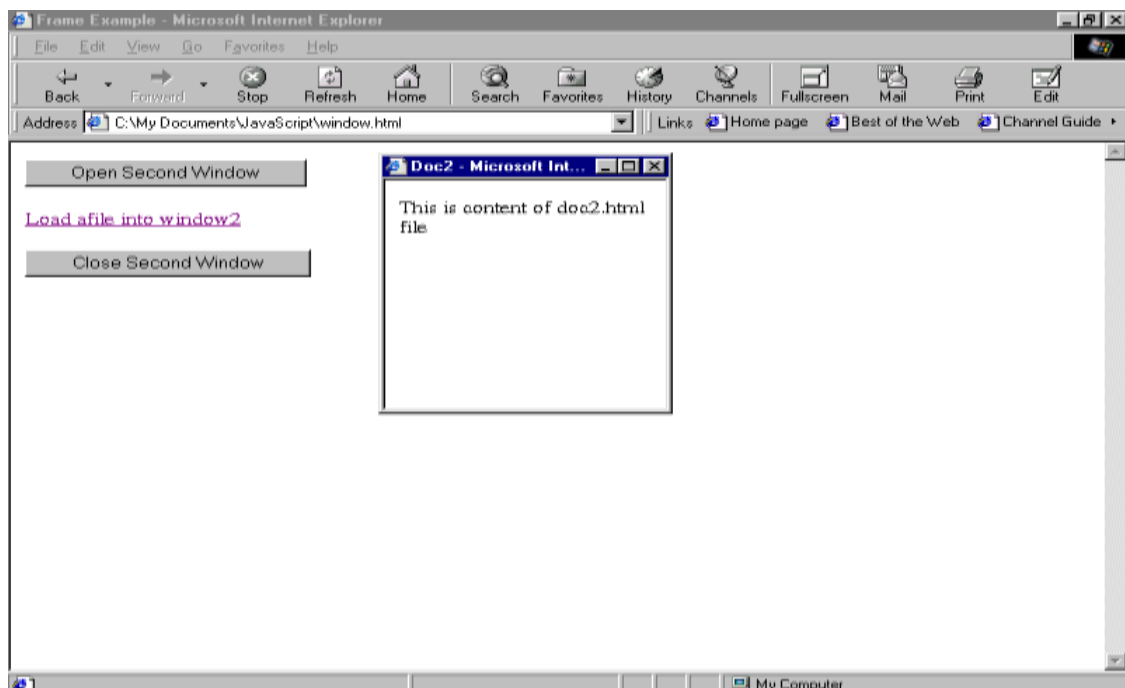 Frame Example - Microsoft Internet Explorer
File Edit View Go Favorites Help
Back Forward Stop Refresh Home Search Favorites History Channels Fullscreen Mail Print Edit
Address C:\My Documents\JavaScript\window.html Links Home page Best of the Web Channel Guide
Open Second Window
Load afile into window2
Close Second Window
Doc2 - Microsoft Int...
This is content of doc2.html
file
My Computer